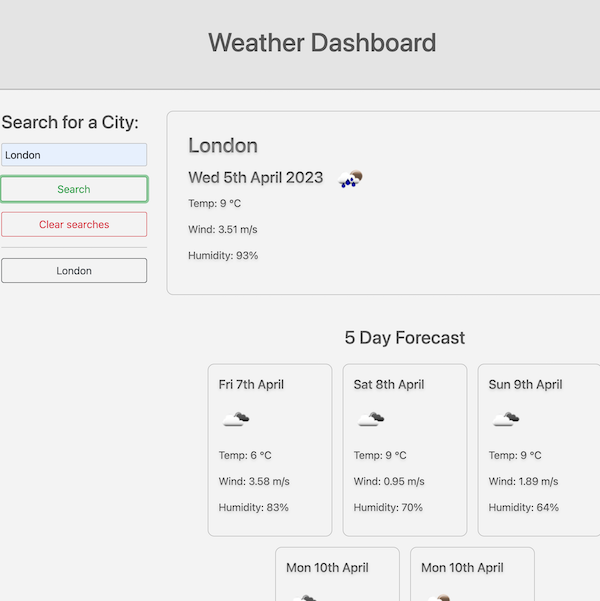 Weather Dashboard
Search for a City:
London
Search
Clear searches
London
London
Wed 5th April 2023
Temp: 9 °C
Wind: 3.51 m/s
Humidity: 93%
5 Day Forecast
Fri 7th April
Temp: 6 °C
Wind: 3.58 m/s
Humidity: 83%
Sat 8th April
Temp: 9 °C
Wind: 0.95 m/s
Humidity: 70%
Sun 9th April
Temp: 9 °C
Wind: 1.89 m/s
Humidity: 64%
Mon 10th April
Mon 10th April